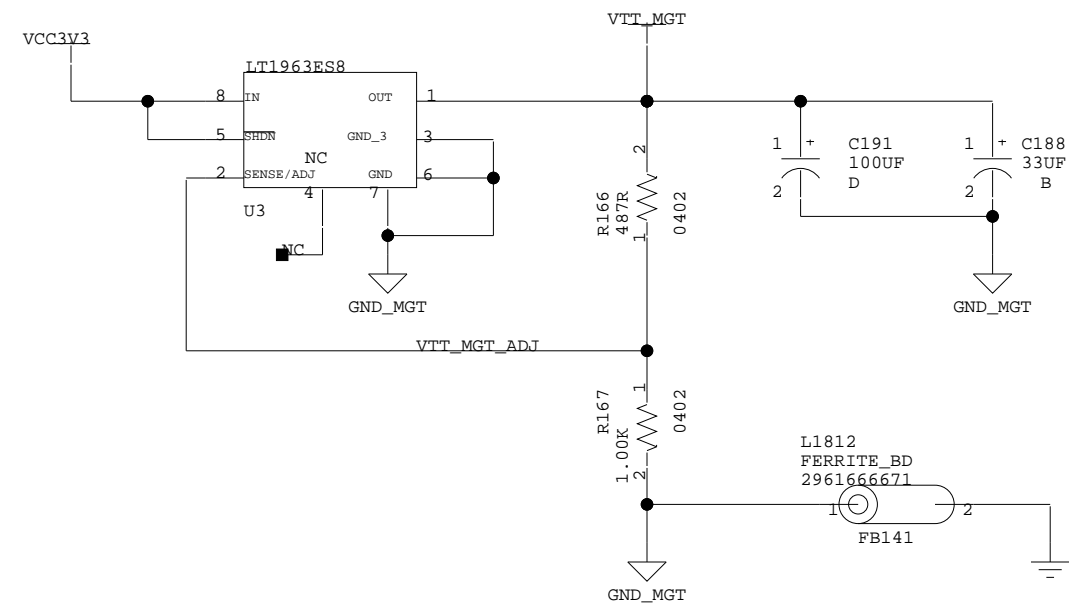 VTT_MGT
VCC3V3
LT1963ES8
8 IN OUT 1
5 SHDN GND_3 3
NC
2 SENSE/ADJ GND 6
4 7
U3
NC
GND_MGT
2
R166
487R
0402
1
1 +
C191
100UF
D
2
1 +
C188
33UF
B
2
GND_MGT
VTT_MGT_ADJ
1
R167
1.00K
0402
2
L1812
FERRITE_BD
2961666671
1 2
FB141
GND_MGT